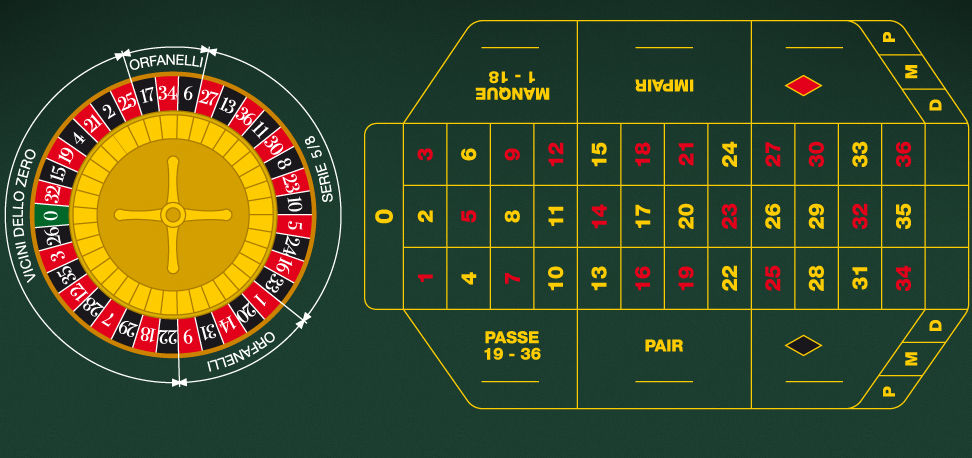 ORFANELLI
VICINI DELLO ZERO
SERIE 5/8
ORFANELLI
0 32 15 19 4 21 2 25 17 34 6 27 13 36 11 30 8 23 10 5 24 16 33 1 20 14 31 9 22 18 29 7 28 12 35 3 26
MANQUE
1 - 18
IMPAIR
P
M
D
0
3 6 9 12 15 18 21 24 27 30 33 36
2 5 8 11 14 17 20 23 26 29 32 35
1 4 7 10 13 16 19 22 25 28 31 34
PASSE
19 - 36
PAIR
D
M
P